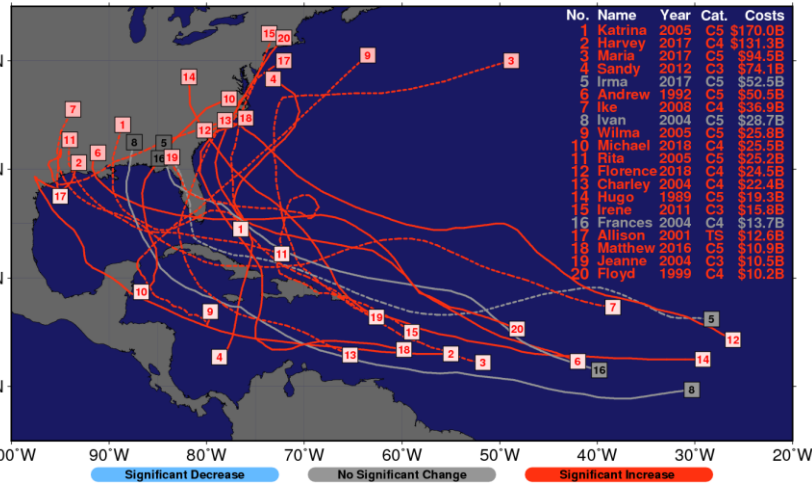 No. Name Year Cat. Costs
1 Katrina 2005 C5 $170.0B
2 Harvey 2017 C4 $131.3B
3 Maria 2017 C5 $94.5B
4 Sandy 2012 C3 $74.1B
5 Irma 2017 C5 $52.5B
6 Andrew 1992 C5 $50.5B
7 Ike 2008 C4 $36.9B
8 Ivan 2004 C5 $28.7B
9 Wilma 2005 C5 $25.8B
10 Michael 2018 C4 $25.5B
11 Rita 2005 C5 $25.2B
12 Florence 2018 C4 $24.5B
13 Charley 2004 C4 $22.4B
14 Hugo 1989 C5 $19.3B
15 Irene 2011 C3 $15.8B
16 Frances 2004 C4 $13.7B
17 Allison 2001 TS $12.6B
18 Matthew 2016 C5 $10.9B
19 Jeanne 2004 C3 $10.5B
20 Floyd 1999 C4 $10.2B
15 20
9
17 3
14 4
10
7
13 18
1
12
11 8 5
6
16 19
2
17
1
11
10
7
9
19 5
20
15
12
18
4 13 2
14
6
3
16
8
00°W 90°W 80°W 70°W 60°W 50°W 40°W 30°W 20°W
Significant Decrease No Significant Change Significant Increase